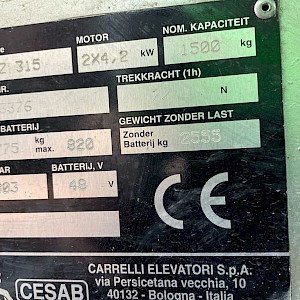 MOTOR NOM. KAPACITEIT
Z 315 2X4,2 kW 1500 kg
TREKKRACHT (1h)
N
BATTERIJ GEWICHT ZONDER LAST
kg max. 820 Zonder Batterij kg 2555
BATTERIJ, V
48 V
CE
CESAB
CARRELLI ELEVATORI S.p.A.
via Persicetana vecchia, 10
40132 - Bologna - Italia